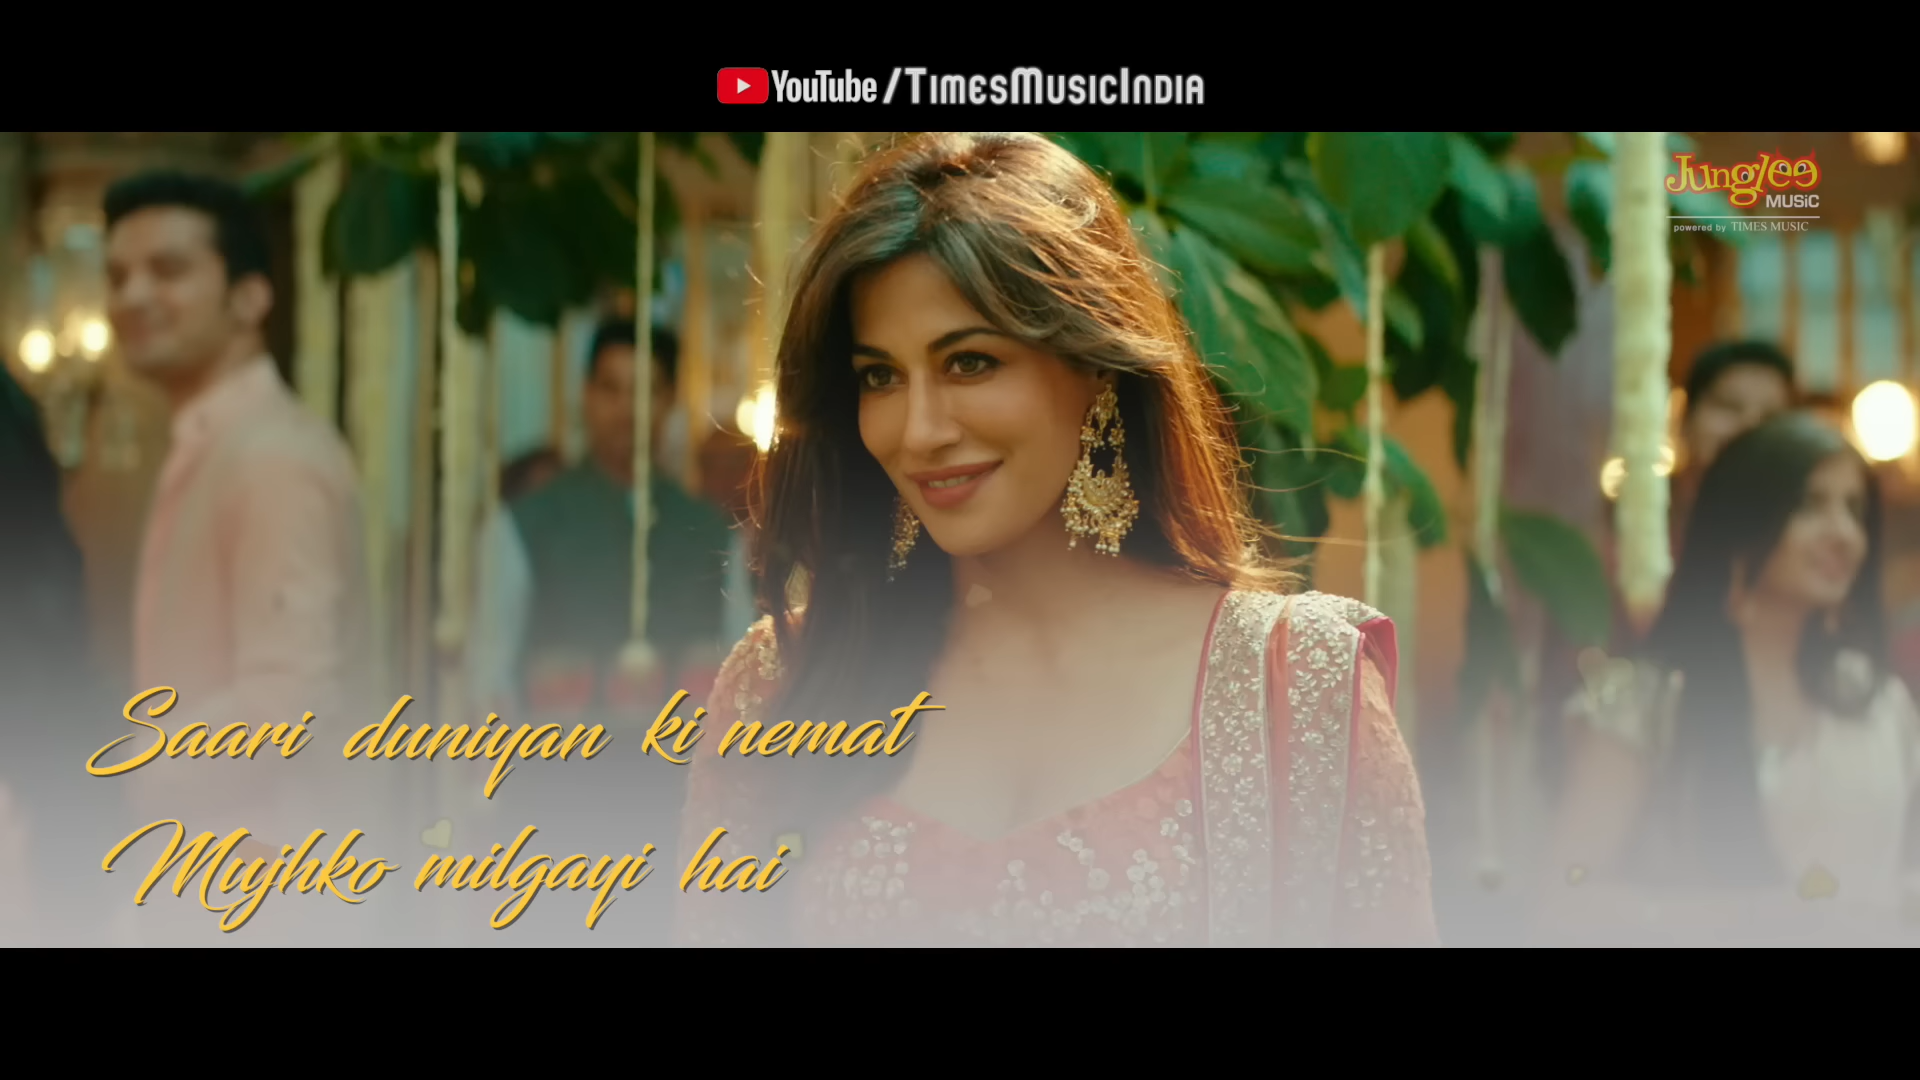 YouTube /TIMESMUSICINDIA
Junglee
MUSiC
powered by TIMES MUSIC
Saari duniyan ki nemat
Mujhko milgayi hai